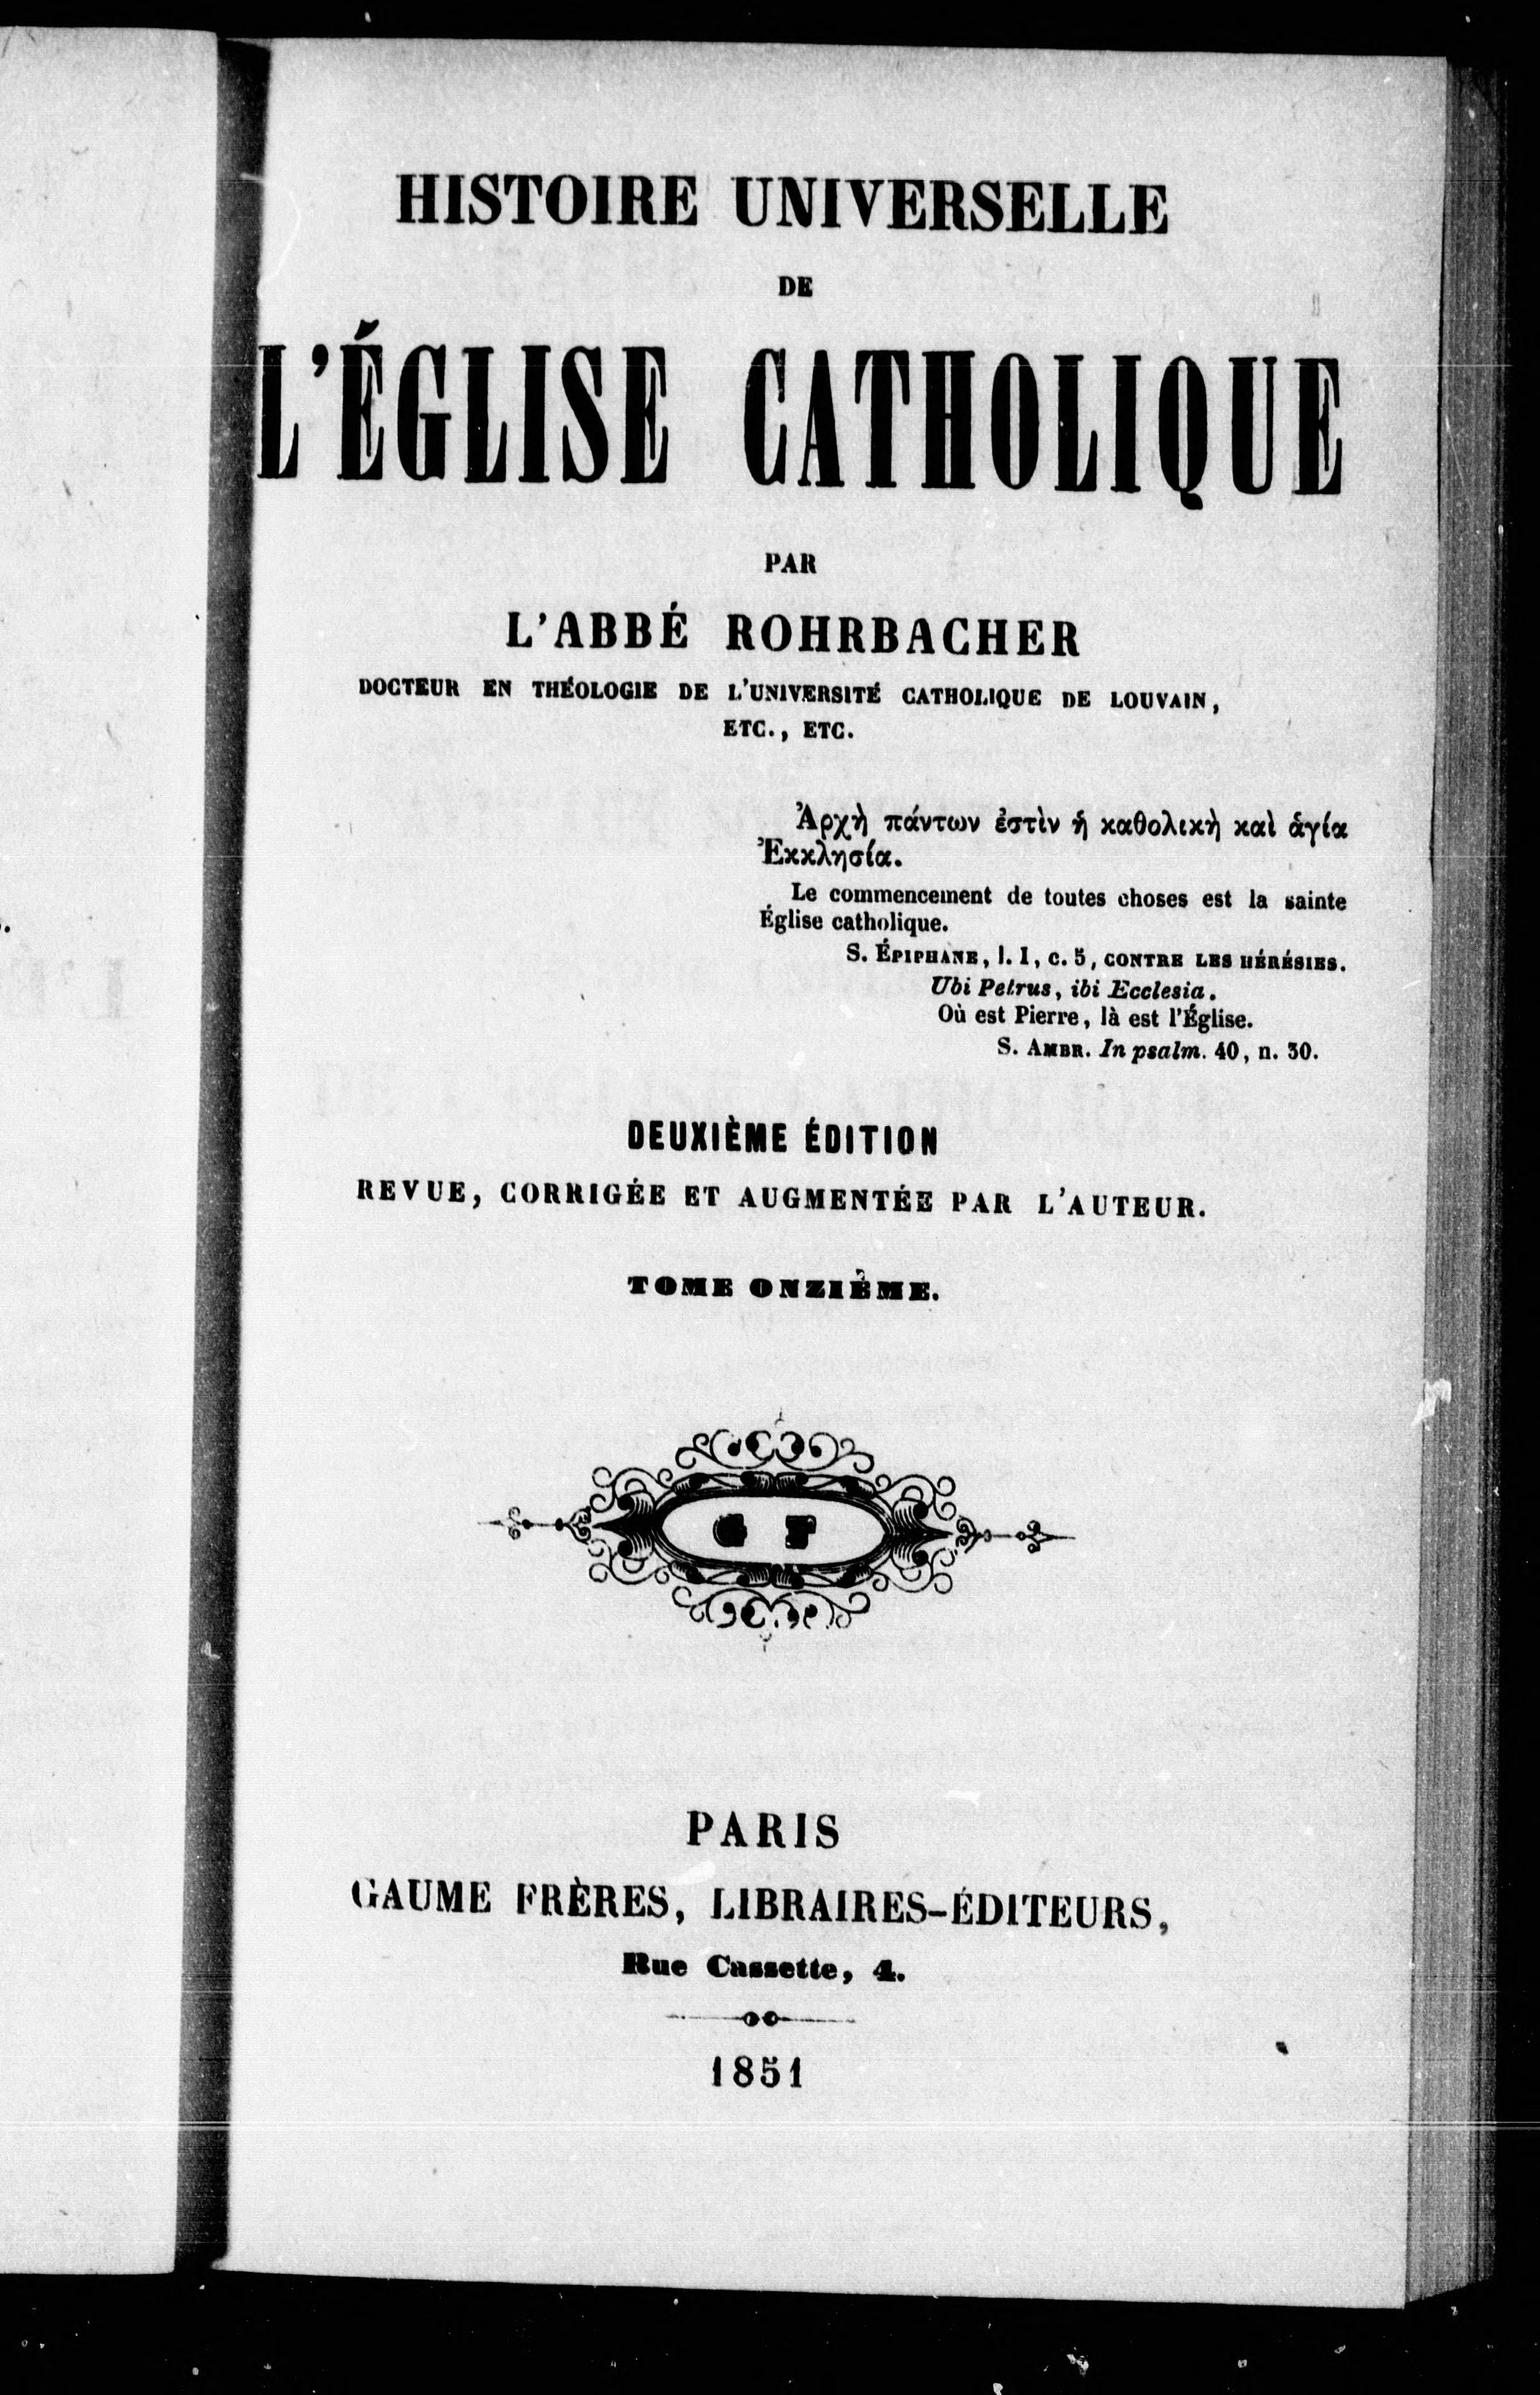 HISTOIRE UNIVERSELLE
DE
L'ÉGLISE CATHOLIQUE
PAR
L'ABBÉ ROHRBACHER
DOCTEUR EN THÉOLOGIE DE L'UNIVERSITÉ CATHOLIQUE DE LOUVAIN,
ETC., ETC.
Ἀρχὴ πάντων ἐστὶν ἡ καθολικὴ καὶ ἁγία
Ἐκκλησία.
Le commencement de toutes choses est la sainte
Église catholique.
S. ÉPIPHANE, l. I, c. 5, CONTRE LES HÉRÉSIES.
Ubi Petrus, ibi Ecclesia.
Où est Pierre, là est l'Église.
S. AMBR. In psalm. 40, n. 30.
DEUXIÈME ÉDITION
REVUE, CORRIGÉE ET AUGMENTÉE PAR L'AUTEUR.
TOME ONZIÈME.
G F
PARIS
GAUME FRÈRES, LIBRAIRES-ÉDITEURS,
Rue Cassette, 4.
1851